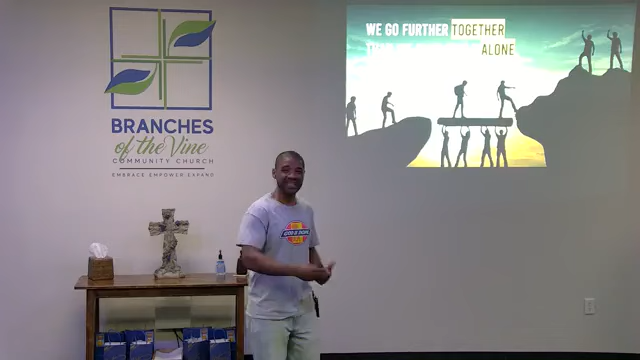 BRANCHES
of the Vine
COMMUNITY CHURCH
EMBRACE EMPOWER EXPAND
WE GO FURTHER TOGETHER
ALONE